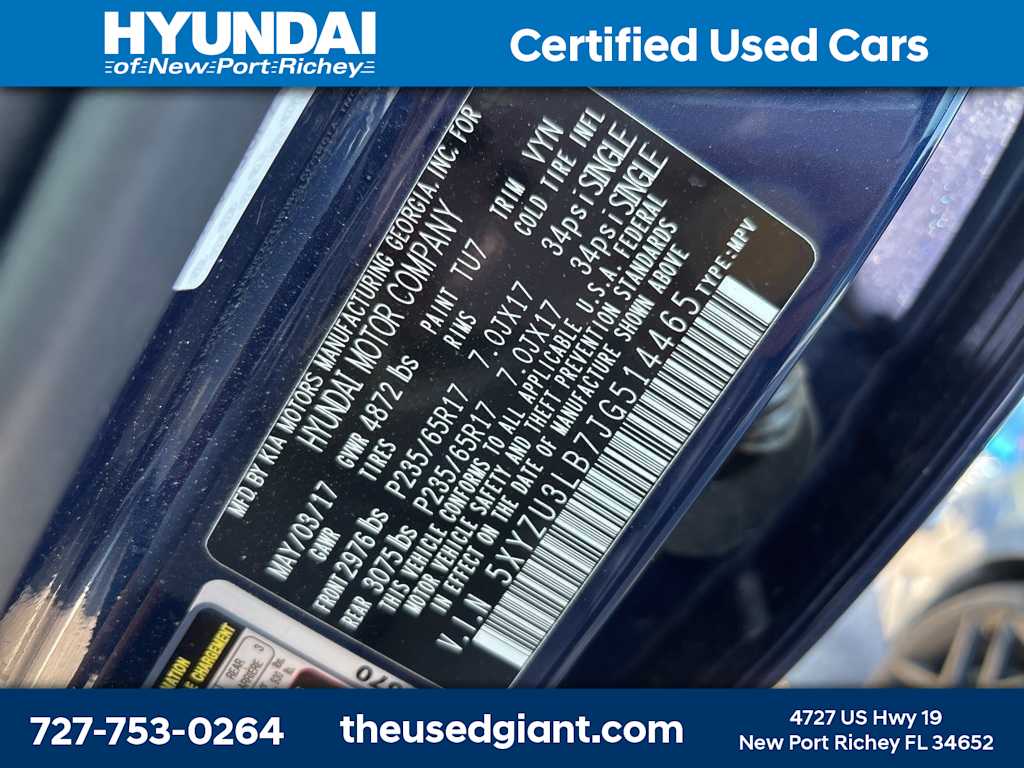 HYUNDAI
of New Port Richey
Certified Used Cars
MFD. BY KIA MOTORS MANUFACTURING GEORGIA, INC. FOR
HYUNDAI MOTOR COMPANY
MAY/03/17 GVWR 4872 lbs PAINT TU7 TRIM VYN
GAWR TIRES RIMS COLD TIRE INFL
FRONT 2976 lbs P235/65R17 7.0JX17 34psi SINGLE
REAR 3075 lbs P235/65R17 7.0JX17 34psi SINGLE
THIS VEHICLE CONFORMS TO ALL APPLICABLE U.S.A. FEDERAL
MOTOR VEHICLE SAFETY AND THEFT PREVENTION STANDARDS
IN EFFECT ON THE DATE OF MANUFACTURE SHOWN ABOVE
V.I.N 5XYZU3LB7JG514465 TYPE:MPV
E CHARGEMENT
REAR 3
727-753-0264
theusedgiant.com
4727 US Hwy 19
New Port Richey FL 34652